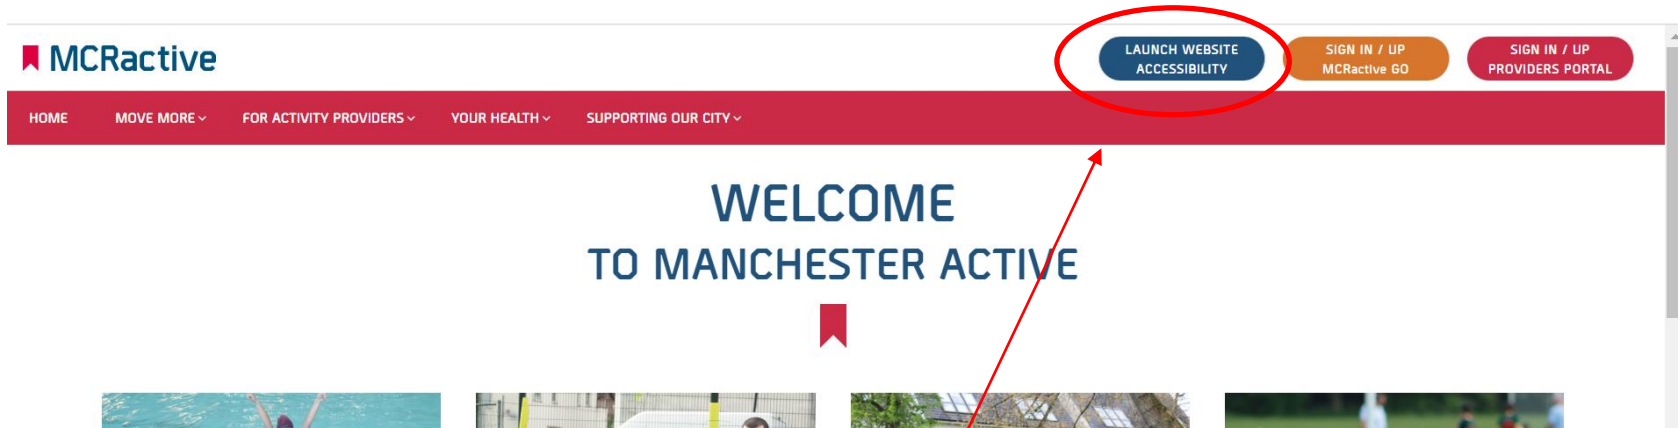 MCRactive
LAUNCH WEBSITE
ACCESSIBILITY
SIGN IN / UP
MCRactive GO
SIGN IN / UP
PROVIDERS PORTAL
HOME MOVE MORE FOR ACTIVITY PROVIDERS YOUR HEALTH SUPPORTING OUR CITY
WELCOME
TO MANCHESTER ACTIVE